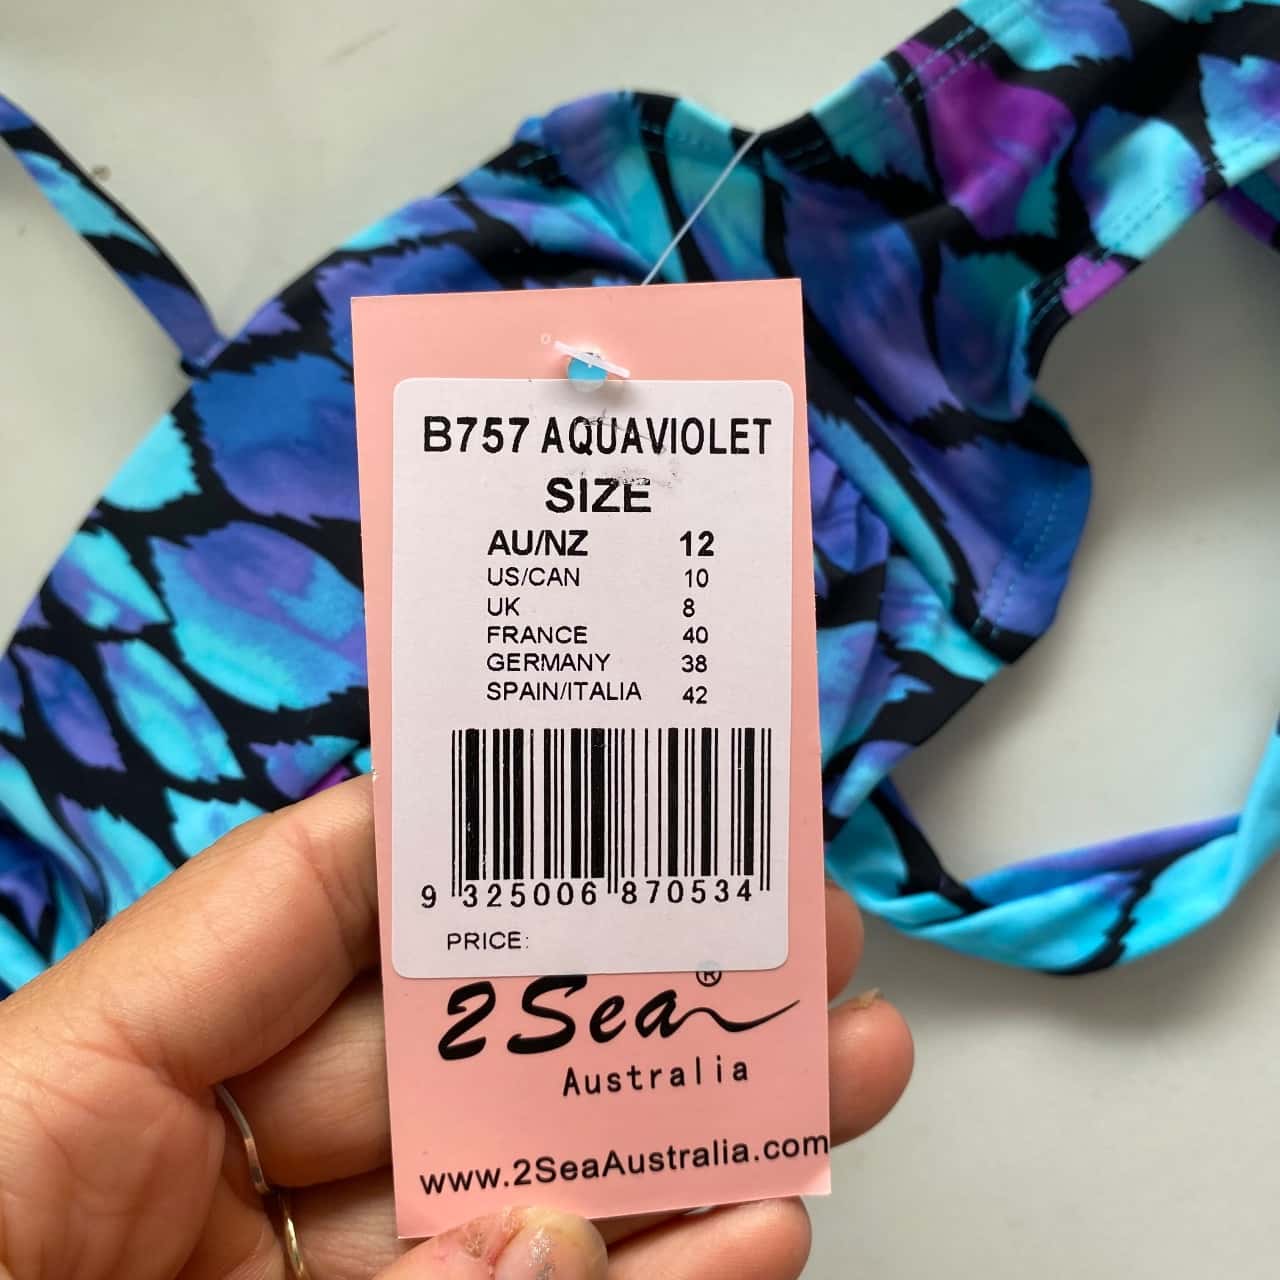 B757 AQUAVIOLET
SIZE
AU/NZ 12
US/CAN 10
UK 8
FRANCE 40
GERMANY 38
SPAIN/ITALIA 42
9 325006 870534
PRICE:
2Sea®
Australia
www.2SeaAustralia.com